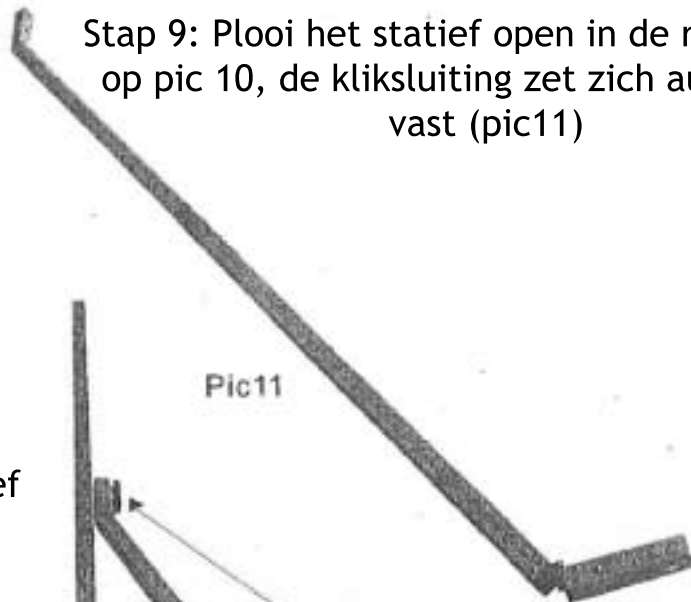 Stap 9: Plooi het statief open in de
op pic 10, de kliksluiting zet zich
vast (pic11)
Pic11